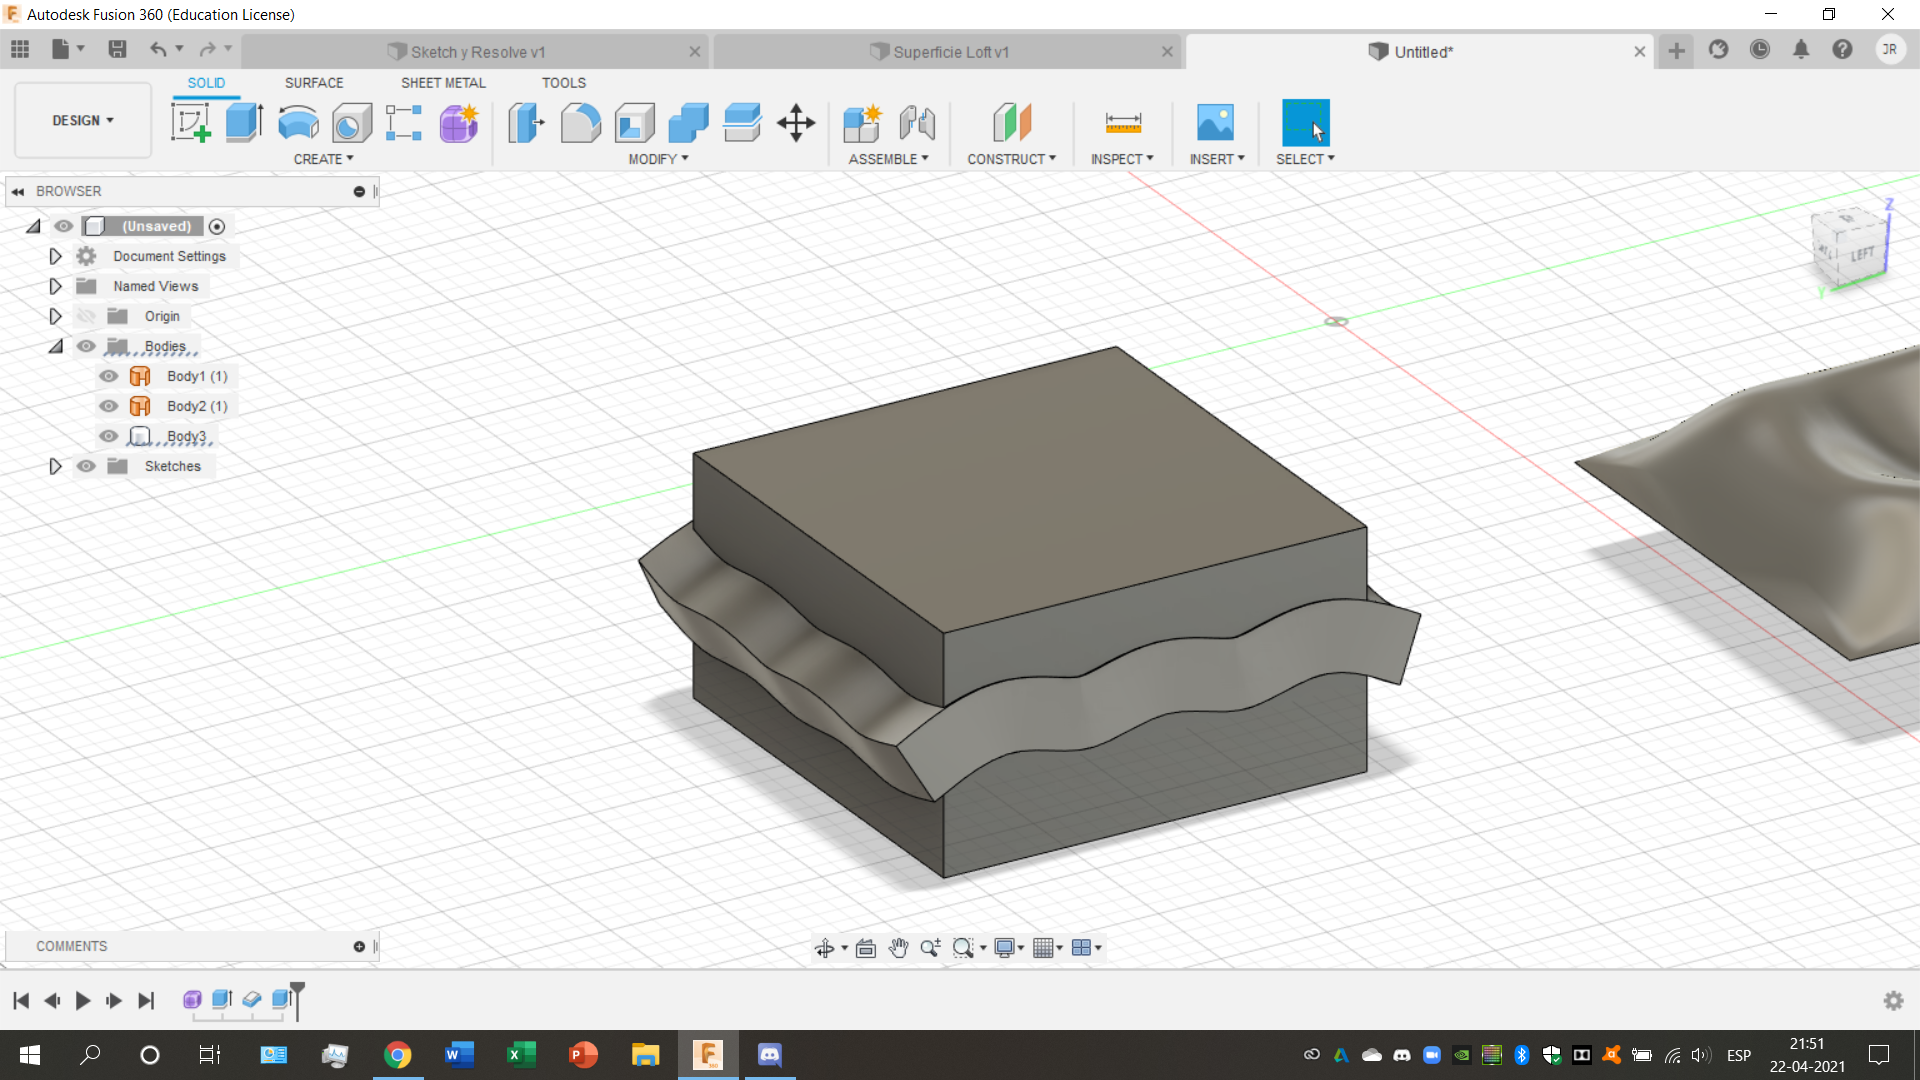 Autodesk Fusion 360 (Education License)
Sketch y Resolve v1
Superficie Loft v1
Untitled*
JR
SOLID SURFACE SHEET METAL TOOLS
DESIGN
CREATE MODIFY ASSEMBLE CONSTRUCT INSPECT INSERT SELECT
BROWSER
(Unsaved)
Document Settings
Named Views
Origin
Bodies
Body1 (1)
Body2 (1)
Body3
Sketches
Z
LEFT
Y
COMMENTS
ESP
21:51
22-04-2021